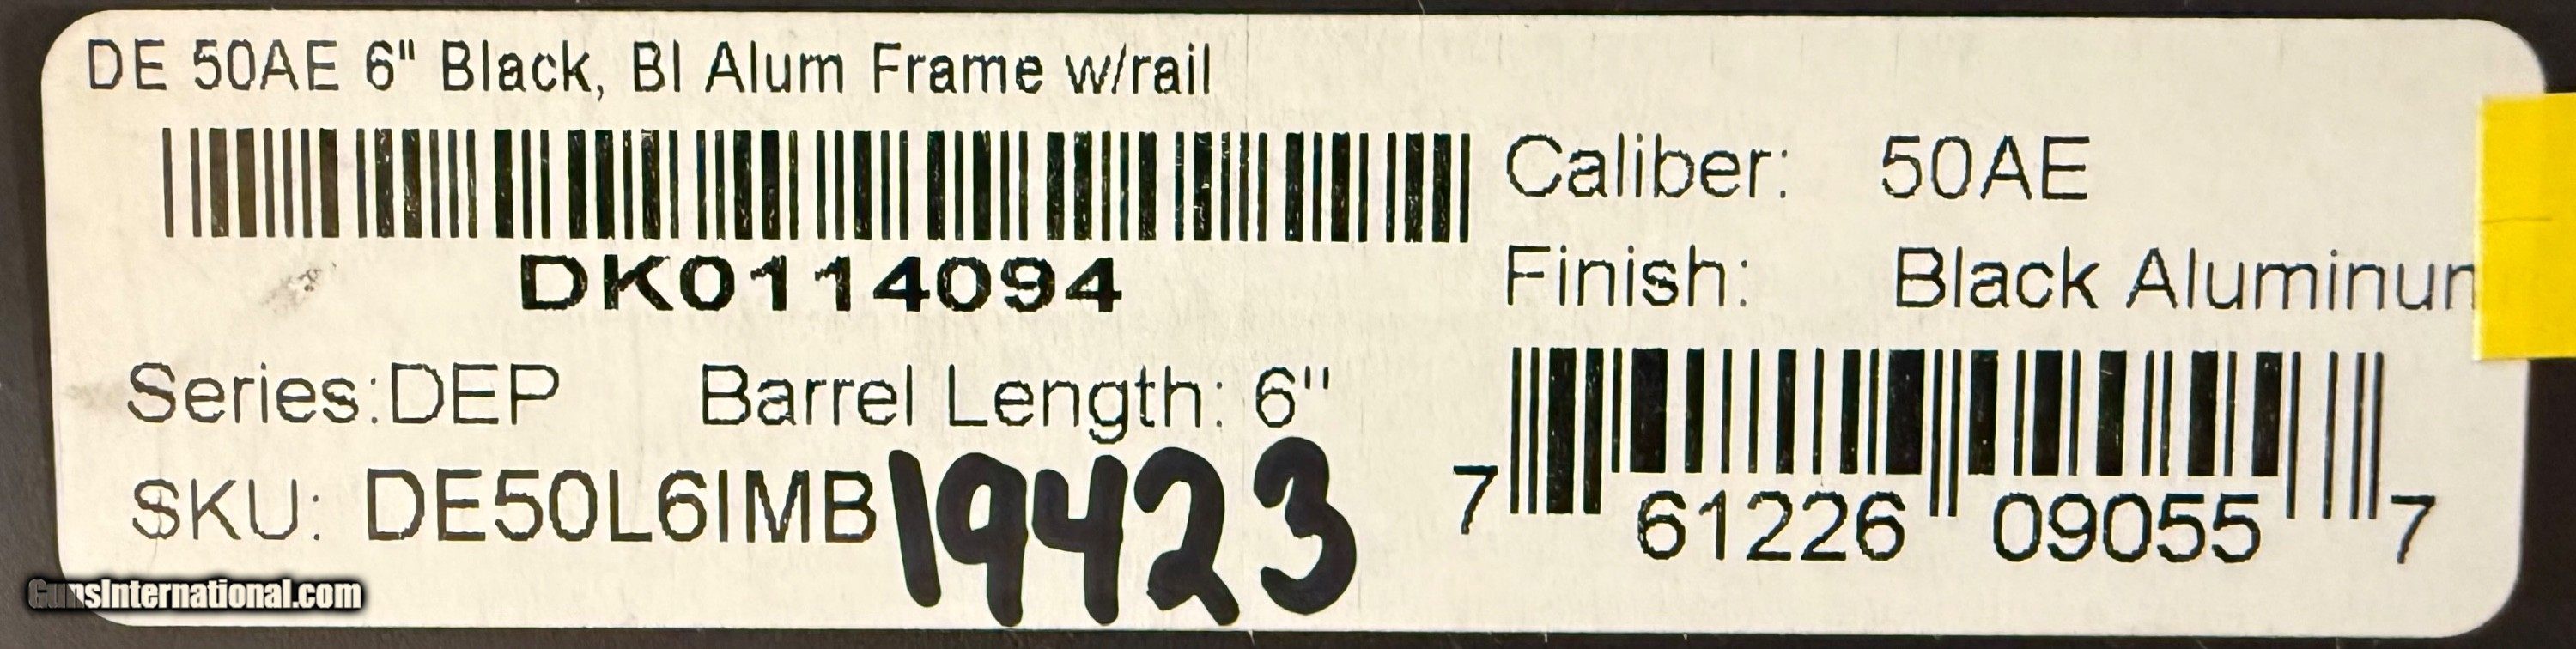 DE 50AE 6" Black, Bl Alum Frame w/rail
DK0114094
Caliber: 50AE
Finish: Black Aluminum
Series:DEP Barrel Length: 6"
SKU: DE50L6IMB
19423
7 61226 09055 7
GunsInternational.com